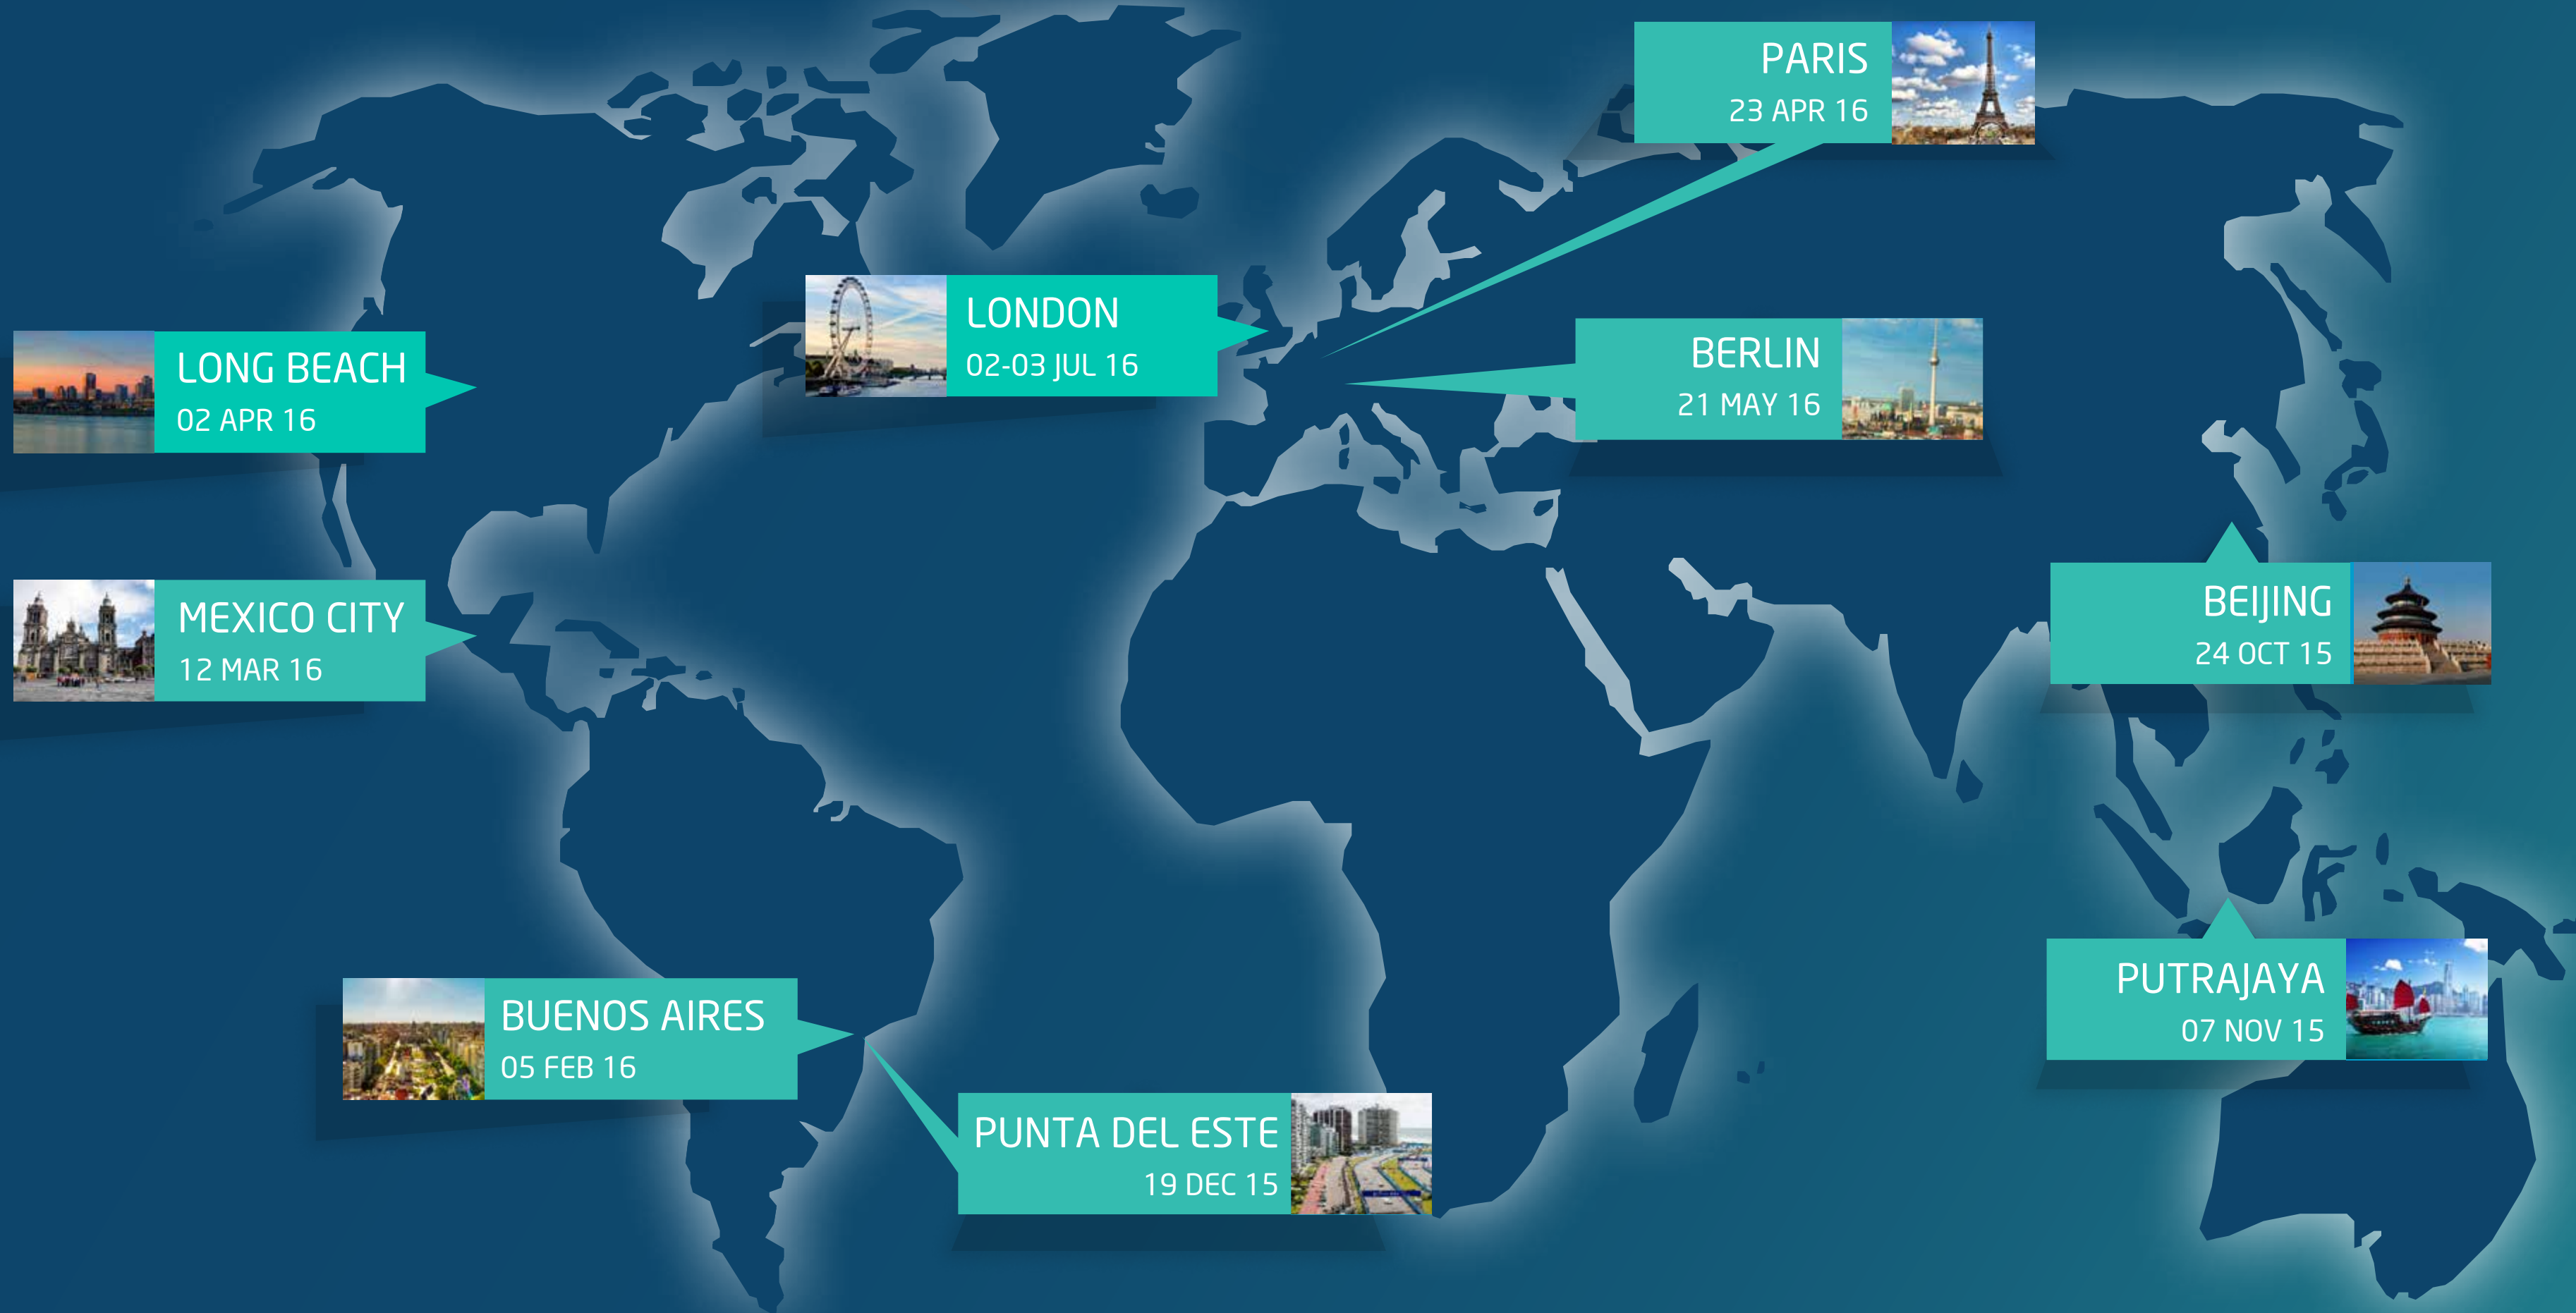 PARIS
23 APR 16
LONDON
02-03 JUL 16
BERLIN
21 MAY 16
LONG BEACH
02 APR 16
MEXICO CITY
12 MAR 16
BEIJING
24 OCT 15
PUTRAJAYA
07 NOV 15
BUENOS AIRES
05 FEB 16
PUNTA DEL ESTE
19 DEC 15